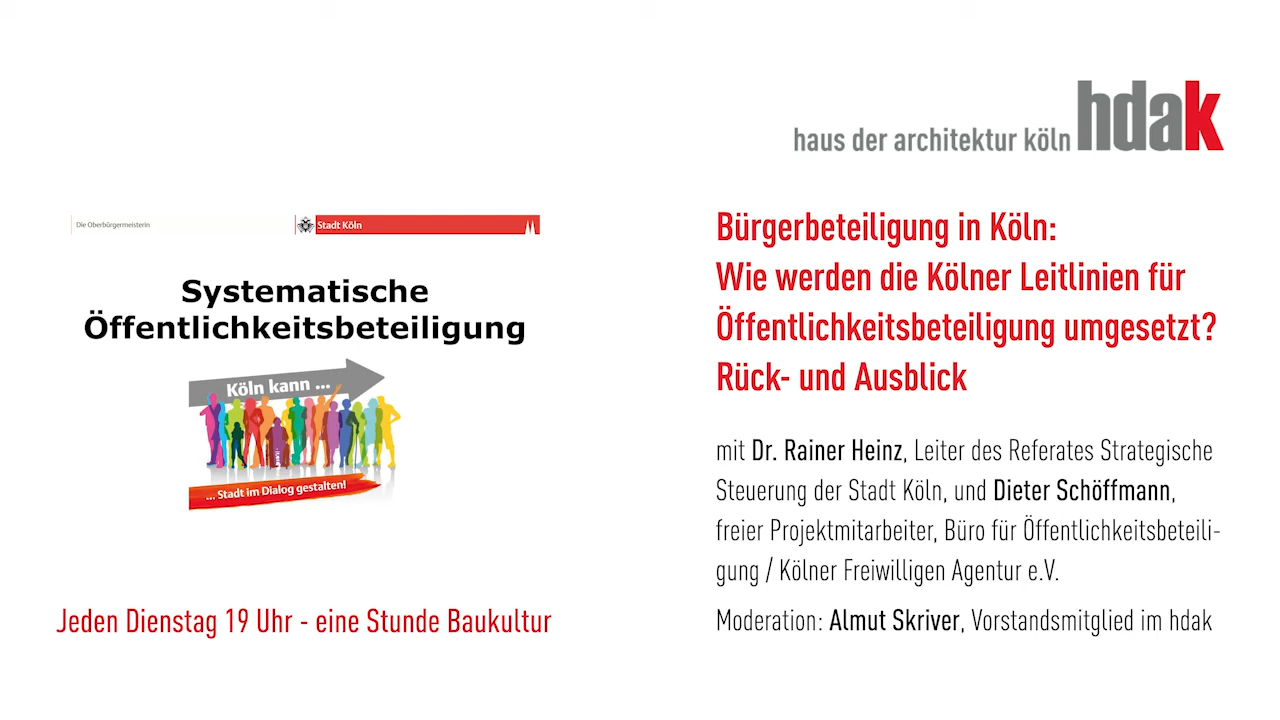 haus der architektur köln hdak
Die Oberbürgermeisterin
Stadt Köln
Systematische
Öffentlichkeitsbeteiligung
Köln kann ...
... Stadt im Dialog gestalten!
Jeden Dienstag 19 Uhr - eine Stunde Baukultur
Bürgerbeteiligung in Köln:
Wie werden die Kölner Leitlinien für
Öffentlichkeitsbeteiligung umgesetzt?
Rück- und Ausblick
mit Dr. Rainer Heinz, Leiter des Referates Strategische
Steuerung der Stadt Köln, und Dieter Schöffmann,
freier Projektmitarbeiter, Büro für Öffentlichkeitsbeteili-
gung / Kölner Freiwilligen Agentur e.V.
Moderation: Almut Skriver, Vorstandsmitglied im hdak